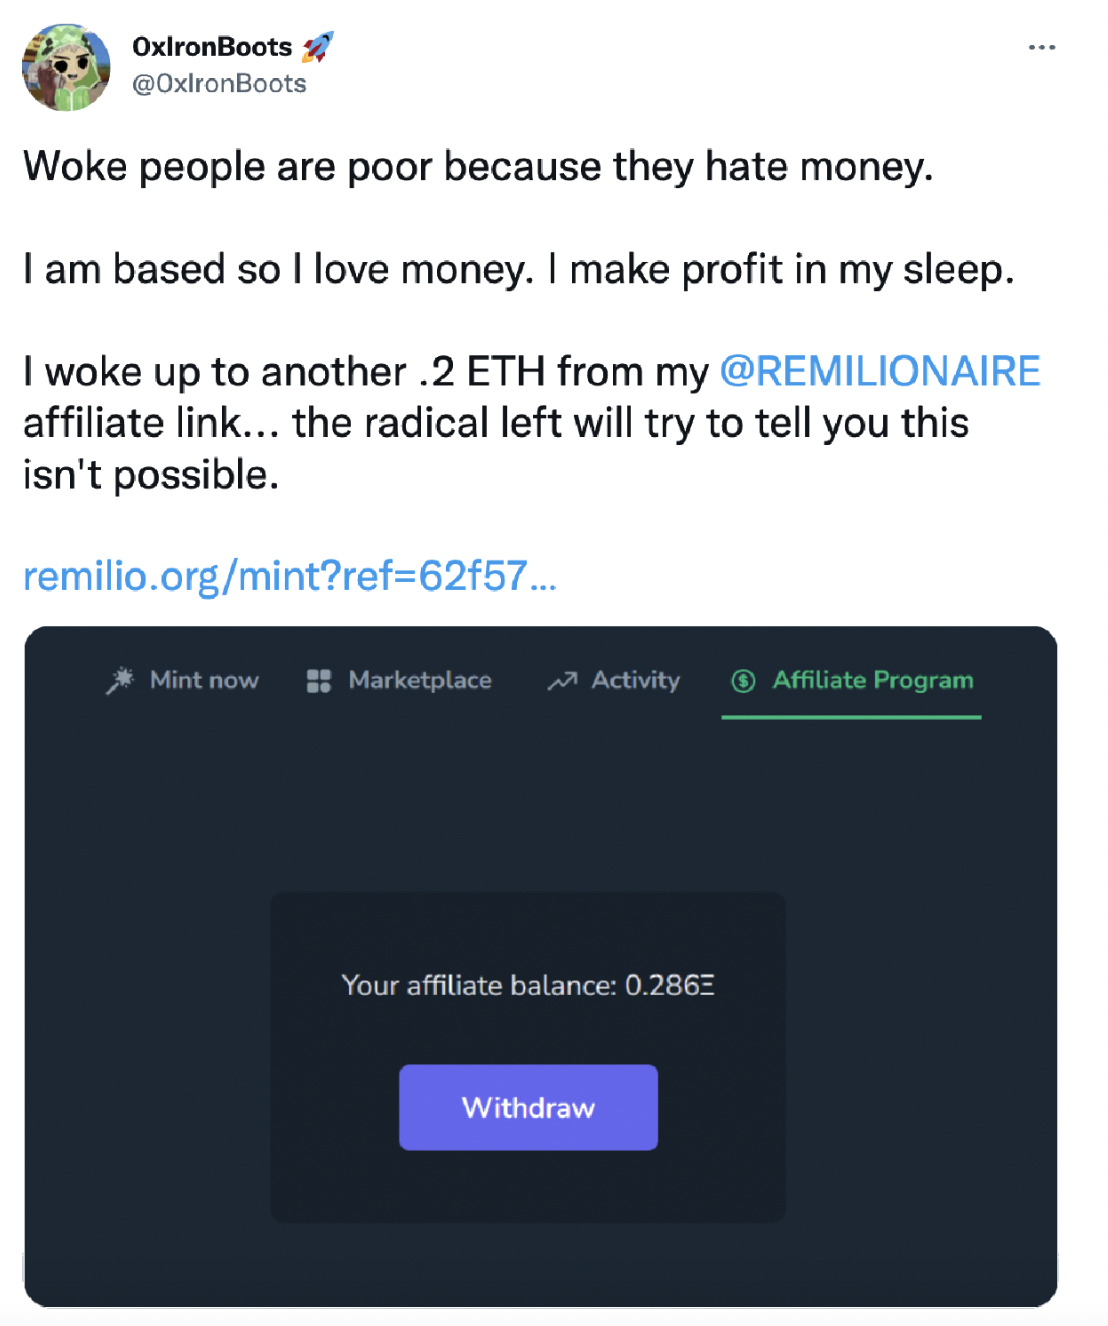 0xIronBoots 🚀
@0xIronBoots
Woke people are poor because they hate money.
I am based so I love money. I make profit in my sleep.
I woke up to another .2 ETH from my @REMILIONAIRE
affiliate link... the radical left will try to tell you this
isn't possible.
remilio.org/mint?ref=62f57...
Mint now
Marketplace
Activity
Affiliate Program
Your affiliate balance: 0.286Ξ
Withdraw